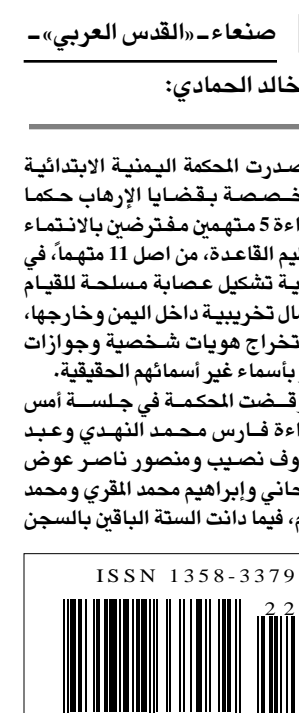 صنعاء ـ «القدس العربي» ـ
خالد الحمادي:
صدرت المحكمة اليمنية الابتدائية
خصصة بقضايا الإرهاب حكما
اءة 5 متهمين مفترضين بالانتماء
يم القاعدة، من اصل 11 متهماً، في
ية تشكيل عصابة مسلحة للقيام
ال تخريبية داخل اليمن وخارجها،
تخراج هويات شخصية وجوازات
بأسماء غير أسمائهم الحقيقية.
قضت المحكمة في جلسة أمس
اءة فارس محمد النهدي وعبد
وف نصيب ومنصور ناصر عوض
حاني وإبراهيم محمد المقري ومحمد
م، فيما دانت الستة الباقين بالسجن
ISSN 1358-3379
22